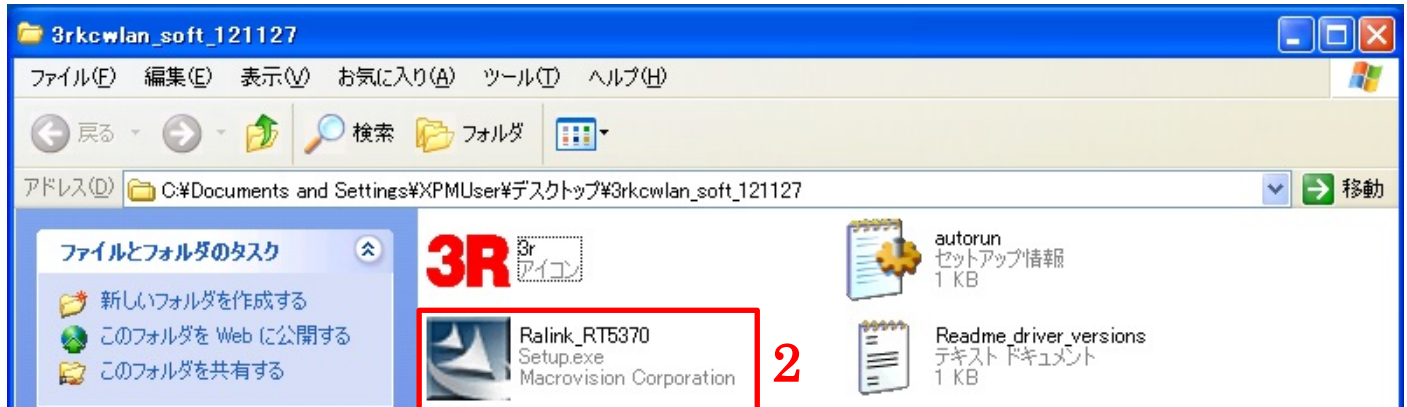 3rkcwlan_soft_121127
ファイル(F) 編集(E) 表示(V) お気に入り(A) ツール(T) ヘルプ(H)
戻る 検索 フォルダ
アドレス(D) C:¥Documents and Settings¥XPMUser¥デスクトップ¥3rkcwlan_soft_121127 移動
ファイルとフォルダのタスク
新しいフォルダを作成する
このフォルダを Web に公開する
このフォルダを共有する
3R
3r
アイコン
autorun
セットアップ情報
1 KB
Ralink_RT5370
Setup.exe
Macrovision Corporation
2
Readme_driver_versions
テキスト ドキュメント
1 KB